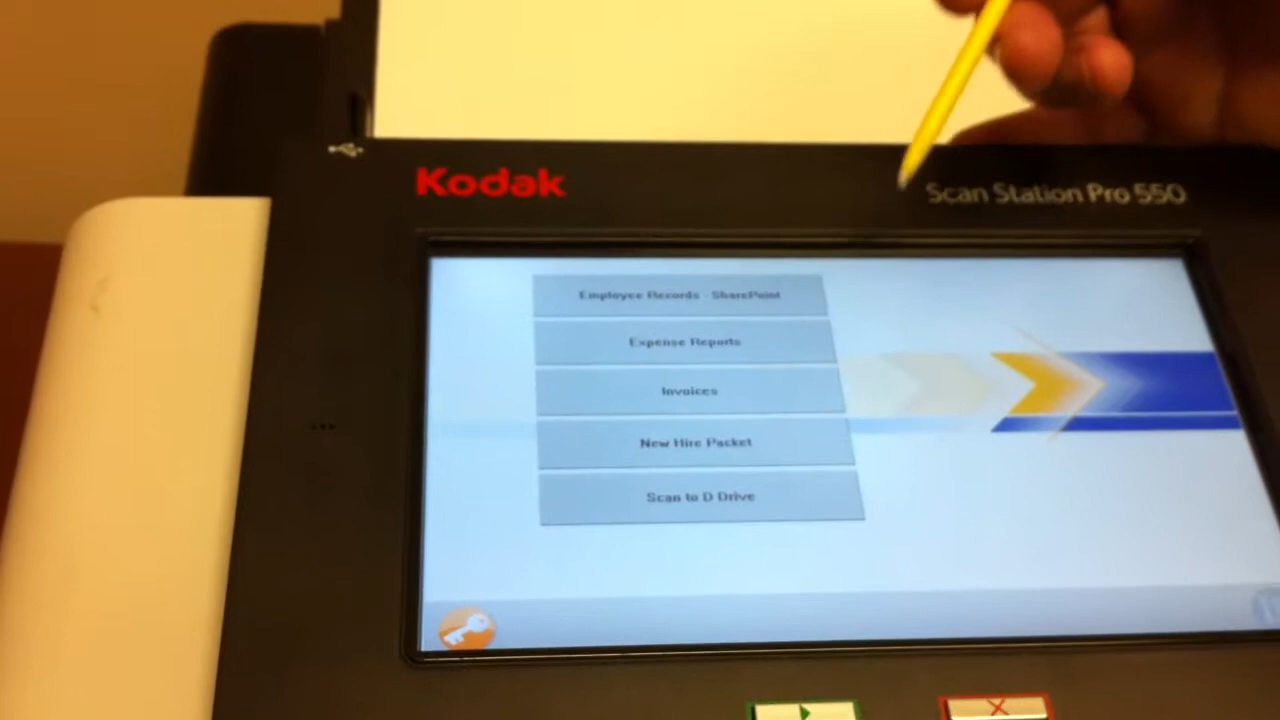 Kodak
Scan Station Pro 550
Employee Records - SharePoint
Expense Reports
Invoices
New Hire Packet
Scan to D Drive